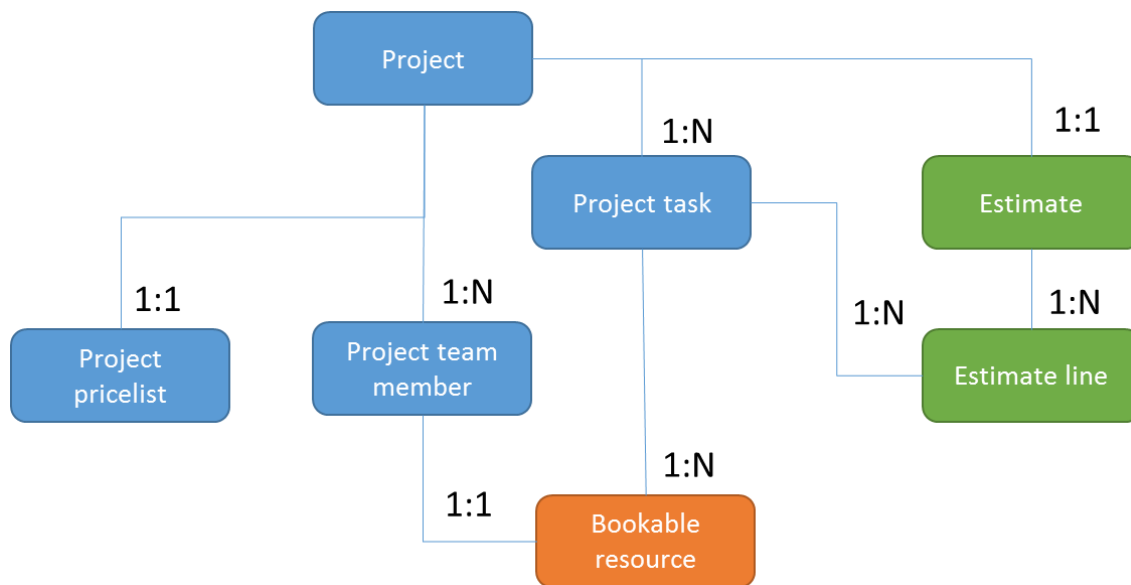 Project
1:N
1:1
Project task
Estimate
1:1
1:N
1:N
1:N
Project
pricelist
Project team
member
Estimate line
1:N
1:1
Bookable
resource